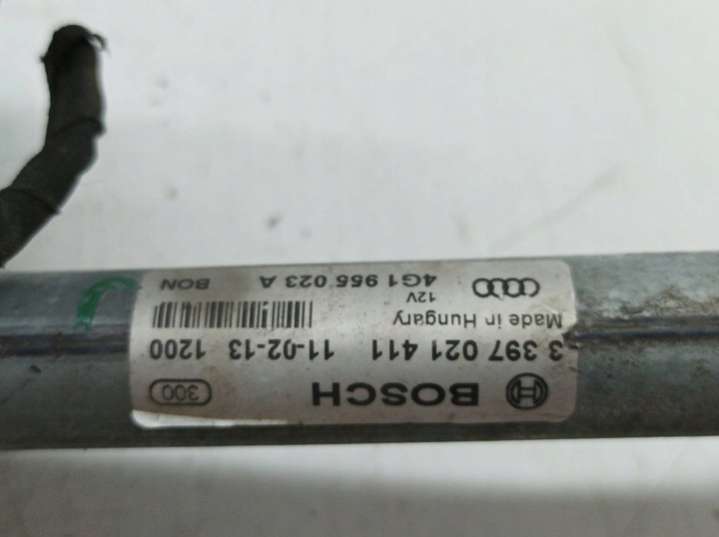 BOSCH 300
3 397 021 411 11-02-13 1200
Made in Hungary
12V
4G1 955 023 A BON